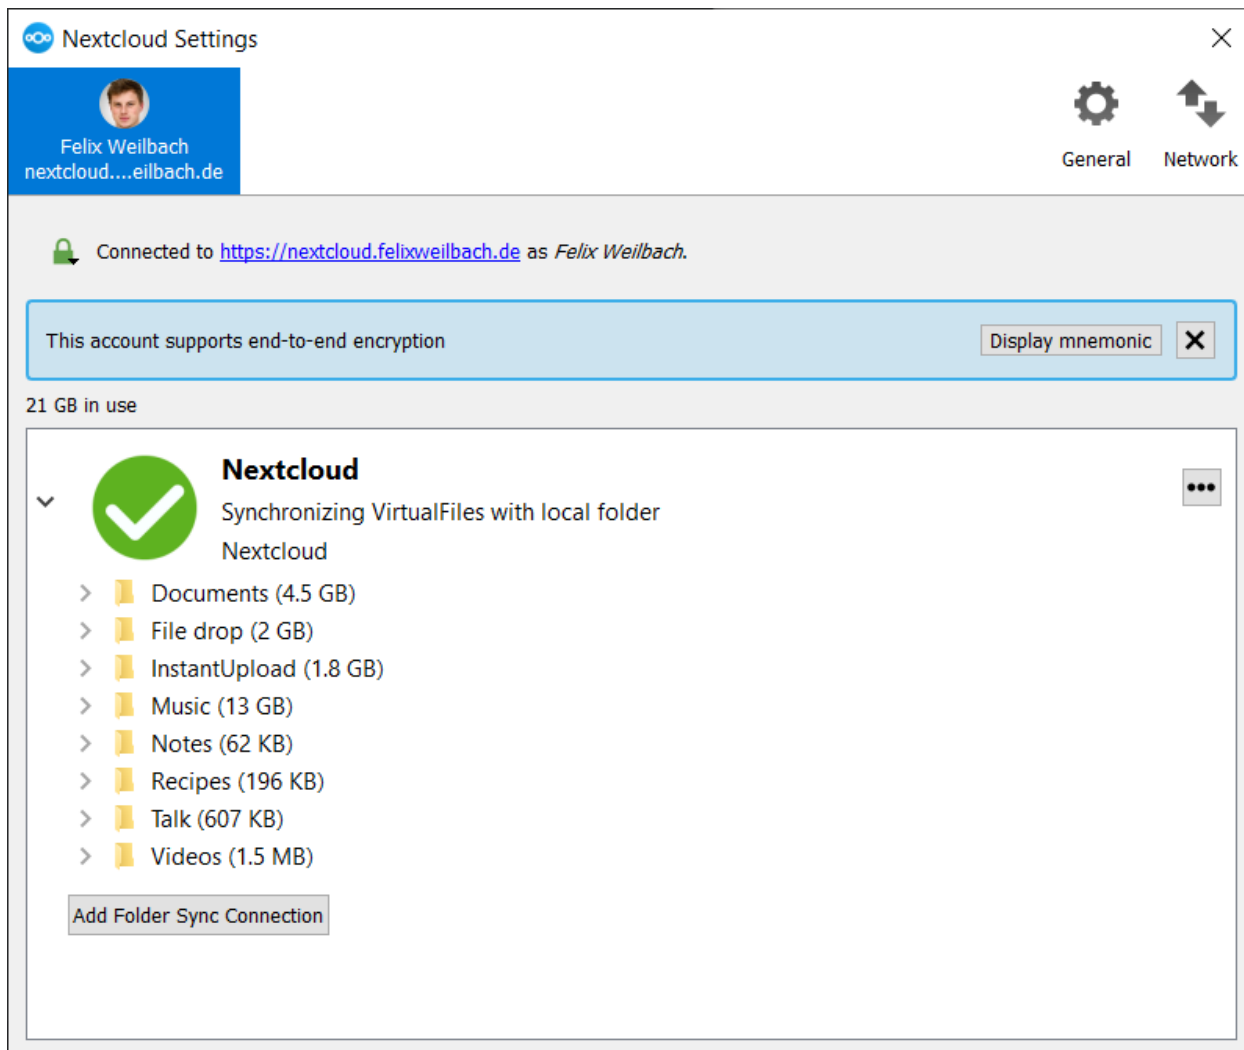 Nextcloud Settings
Felix Weilbach
nextcloud....eilbach.de
General
Network
Connected to https://nextcloud.felixweilbach.de as Felix Weilbach.
This account supports end-to-end encryption
Display mnemonic
21 GB in use
Nextcloud
Synchronizing VirtualFiles with local folder
Nextcloud
Documents (4.5 GB)
File drop (2 GB)
InstantUpload (1.8 GB)
Music (13 GB)
Notes (62 KB)
Recipes (196 KB)
Talk (607 KB)
Videos (1.5 MB)
Add Folder Sync Connection